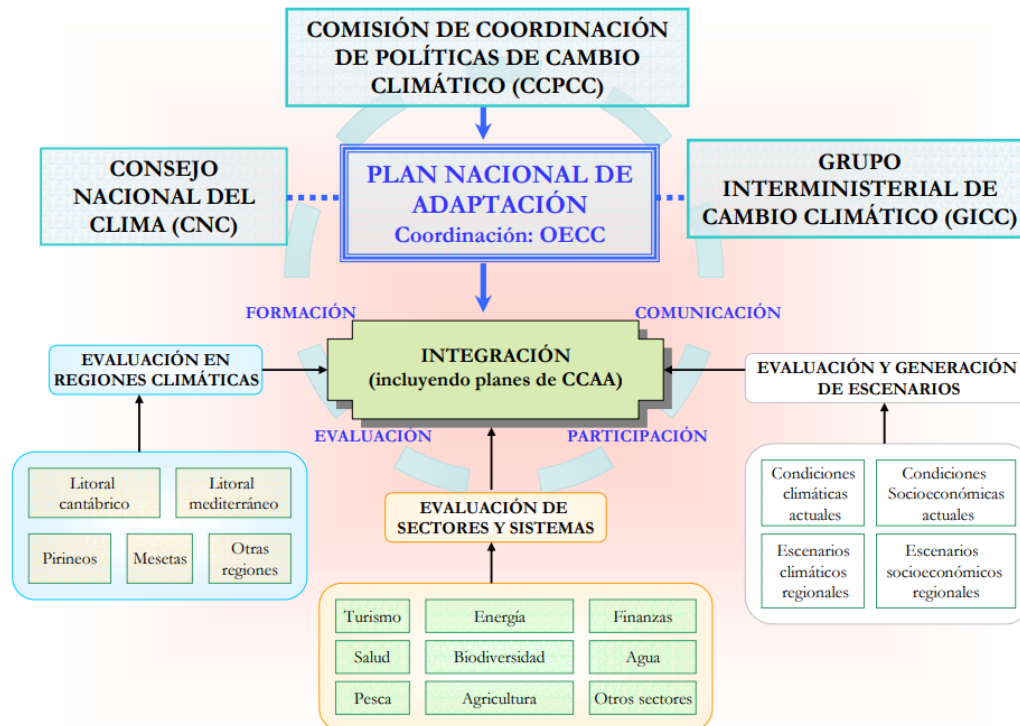 COMISIÓN DE COORDINACIÓN
DE POLÍTICAS DE CAMBIO
CLIMÁTICO (CCPCC)
CONSEJO
NACIONAL DEL
CLIMA (CNC)
PLAN NACIONAL DE
ADAPTACIÓN
Coordinación: OECC
GRUPO
INTERMINISTERIAL DE
CAMBIO CLIMÁTICO (GICC)
FORMACIÓN
COMUNICACIÓN
INTEGRACIÓN
(incluyendo planes de CCAA)
EVALUACIÓN
PARTICIPACIÓN
EVALUACIÓN EN
REGIONES CLIMÁTICAS
Litoral
cantábrico
Litoral
mediterráneo
Pirineos
Mesetas
Otras
regiones
EVALUACIÓN DE
SECTORES Y SISTEMAS
Turismo
Energía
Finanzas
Salud
Biodiversidad
Agua
Pesca
Agricultura
Otros sectores
EVALUACIÓN Y GENERACIÓN
DE ESCENARIOS
Condiciones
climáticas
actuales
Condiciones
Socioeconómicas
actuales
Escenarios
climáticos
regionales
Escenarios
socioeconómicos
regionales